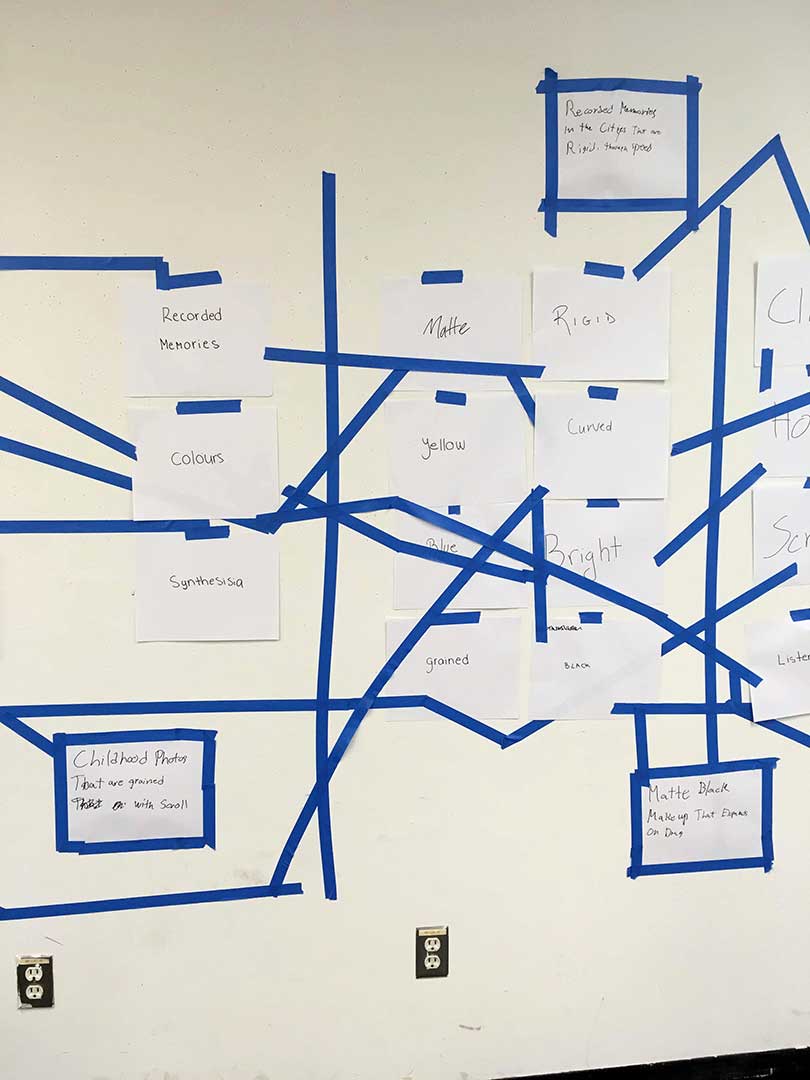 Recorded Memories
In the Cityes That are
Rigid. through speed
Recorded
Memories
Matte
RIGID
Cl
Colours
Yellow
Curved
Ho
Synthesisia
Blue
Bright
Scr
grained
BLACK
Listen
Childhood Photos
That are grained
with Scroll
Matte Black
Makeup That Expands
On Drag